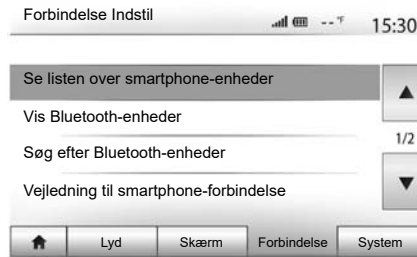 Forbindelse Indstil
-- °F 15:30
Se listen over smartphone-enheder
Vis Bluetooth-enheder
1/2
Søg efter Bluetooth-enheder
Vejledning til smartphone-forbindelse
Lyd Skærm Forbindelse System